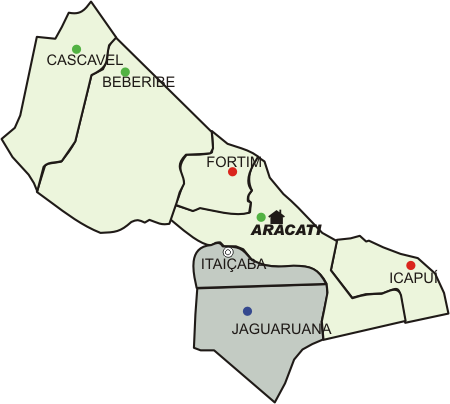 CASCAVEL
BEBERIBE
FORTIM
ARACATI
ITAIÇABA
ICAPUÍ
JAGUARUANA